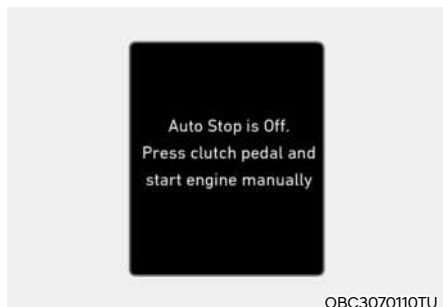 Auto Stop is Off.
Press clutch pedal and
start engine manually
OBC3070110TU